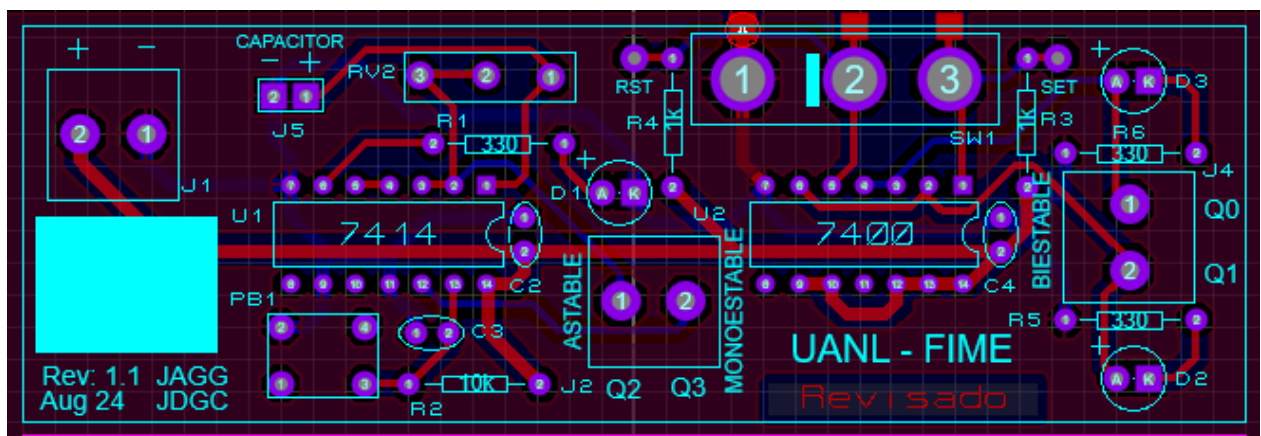 + -
CAPACITOR
- +
2 1
J5
RV2
3 2 1
RST
1 2 3
SET
+
A K D3
2 1
J1
R1
2 330 1
R4
1K
1 2
SW1
R3
1K
1 2
R6
1 330 2
J4
7 6 5 4 3 2 1
D1
+
A K
U1
7414
1
2
C2
U2
7 6 5 4 3 2 1
7400
1
2
C4
1 Q0
2 Q1
BIESTABLE
8 9 10 11 12 13 14
8 9 10 11 12 13 14
ASTABLE
1 2
MONOESTABLE
PB1
2 4
1 3
1 2
C3
R5
1 330 2
UANL - FIME
+
A K D2
Rev: 1.1 JAGG
Aug 24 JDGC
1 10k 2
R2
J2
Q2 Q3
Revisado